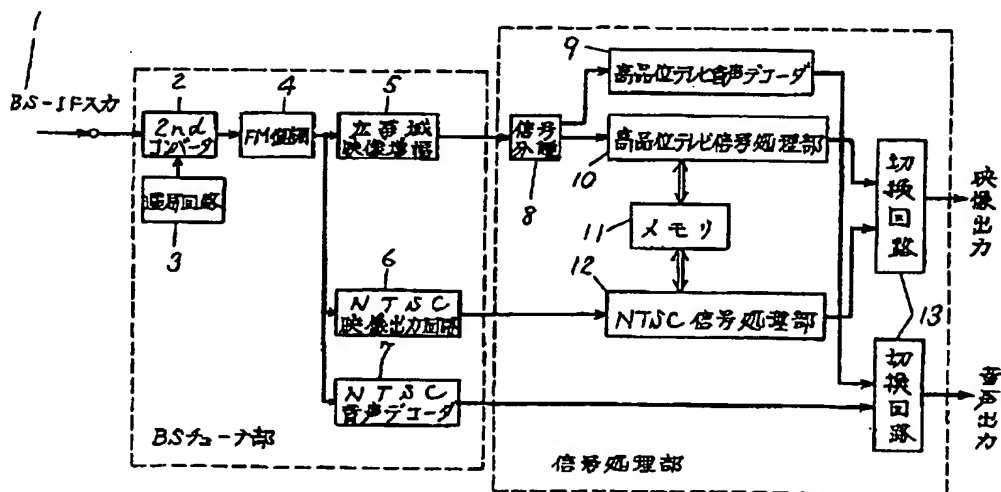 BS-IF入力
2
2nd
コンバータ
4
FM復調
5
広帯域
映像増幅
選局回路
3
6
NTSC
映像出力回路
7
NTSC
音声デコーダ
BSチューナ部
信号
分離
8
9
高品位テレビ音声デコーダ
高品位テレビ信号処理部
10
メモリ
11
12
NTSC信号処理部
切換回路
切換回路
13
映像出力
音声出力
信号処理部